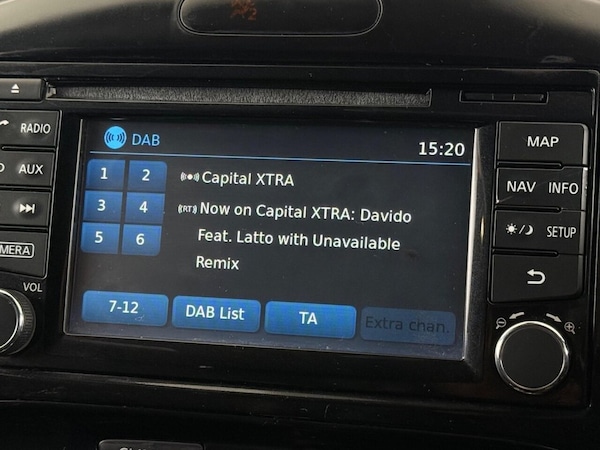 RADIO
DAB
15:20
MAP
AUX
1 2
Capital XTRA
NAV INFO
3 4
(RT) Now on Capital XTRA: Davido
Feat. Latto with Unavailable
SETUP
5 6
Remix
MERA
VOL
7-12
DAB List
TA
Extra chan.